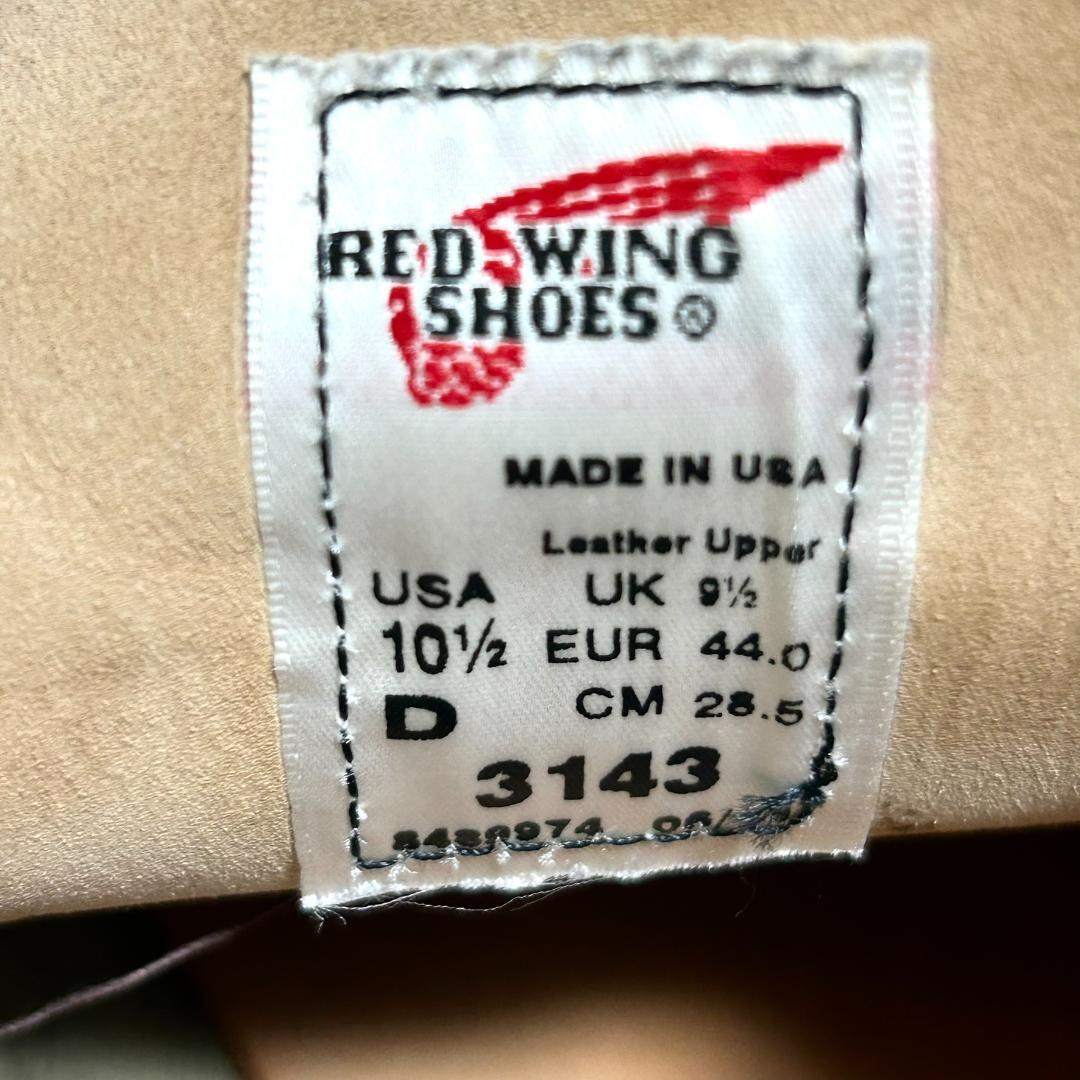 RED WING
SHOES®
MADE IN USA
Leather Upper
USA UK 9½
10½ EUR 44.0
D CM 28.5
3143